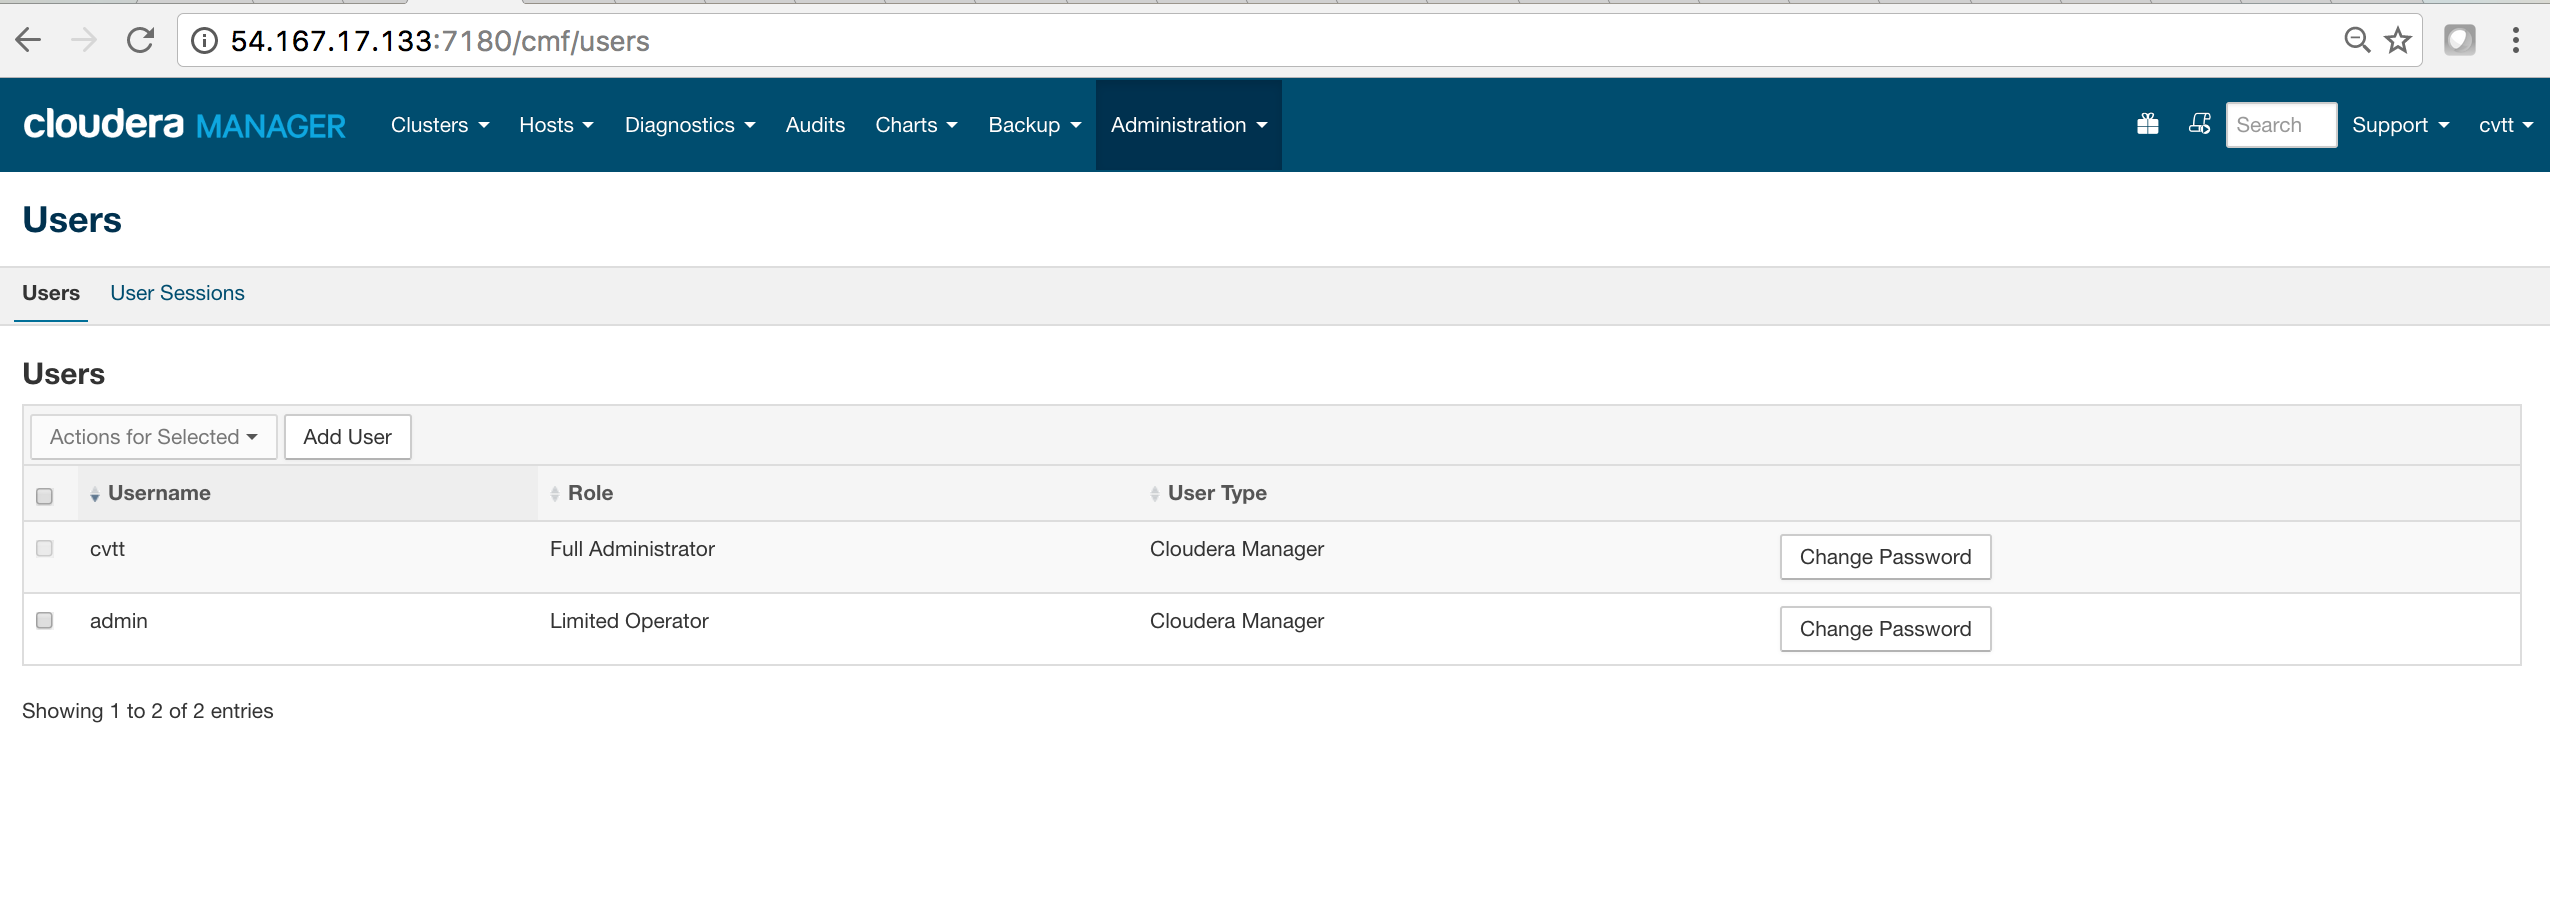 54.167.17.133:7180/cmf/users
cloudera MANAGER Clusters Hosts Diagnostics Audits Charts Backup Administration Search Support cvtt
Users
Users User Sessions
Users
Actions for Selected Add User
Username Role User Type
cvtt Full Administrator Cloudera Manager Change Password
admin Limited Operator Cloudera Manager Change Password
Showing 1 to 2 of 2 entries